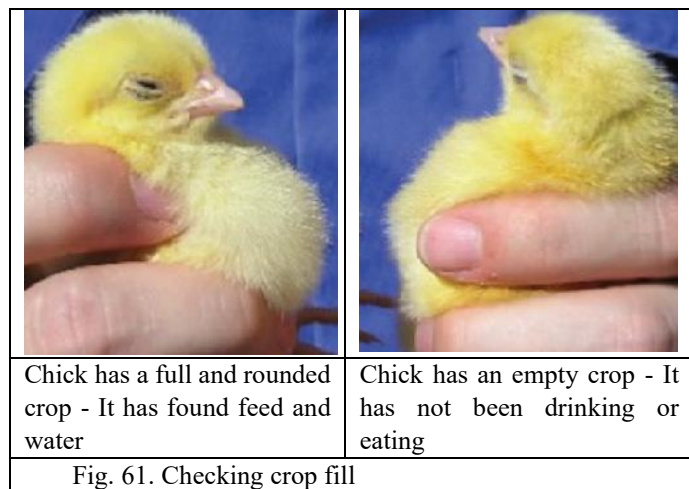 Chick has a full and rounded
crop - It has found feed and
water
Chick has an empty crop - It
has not been drinking or
eating
Fig. 61. Checking crop fill